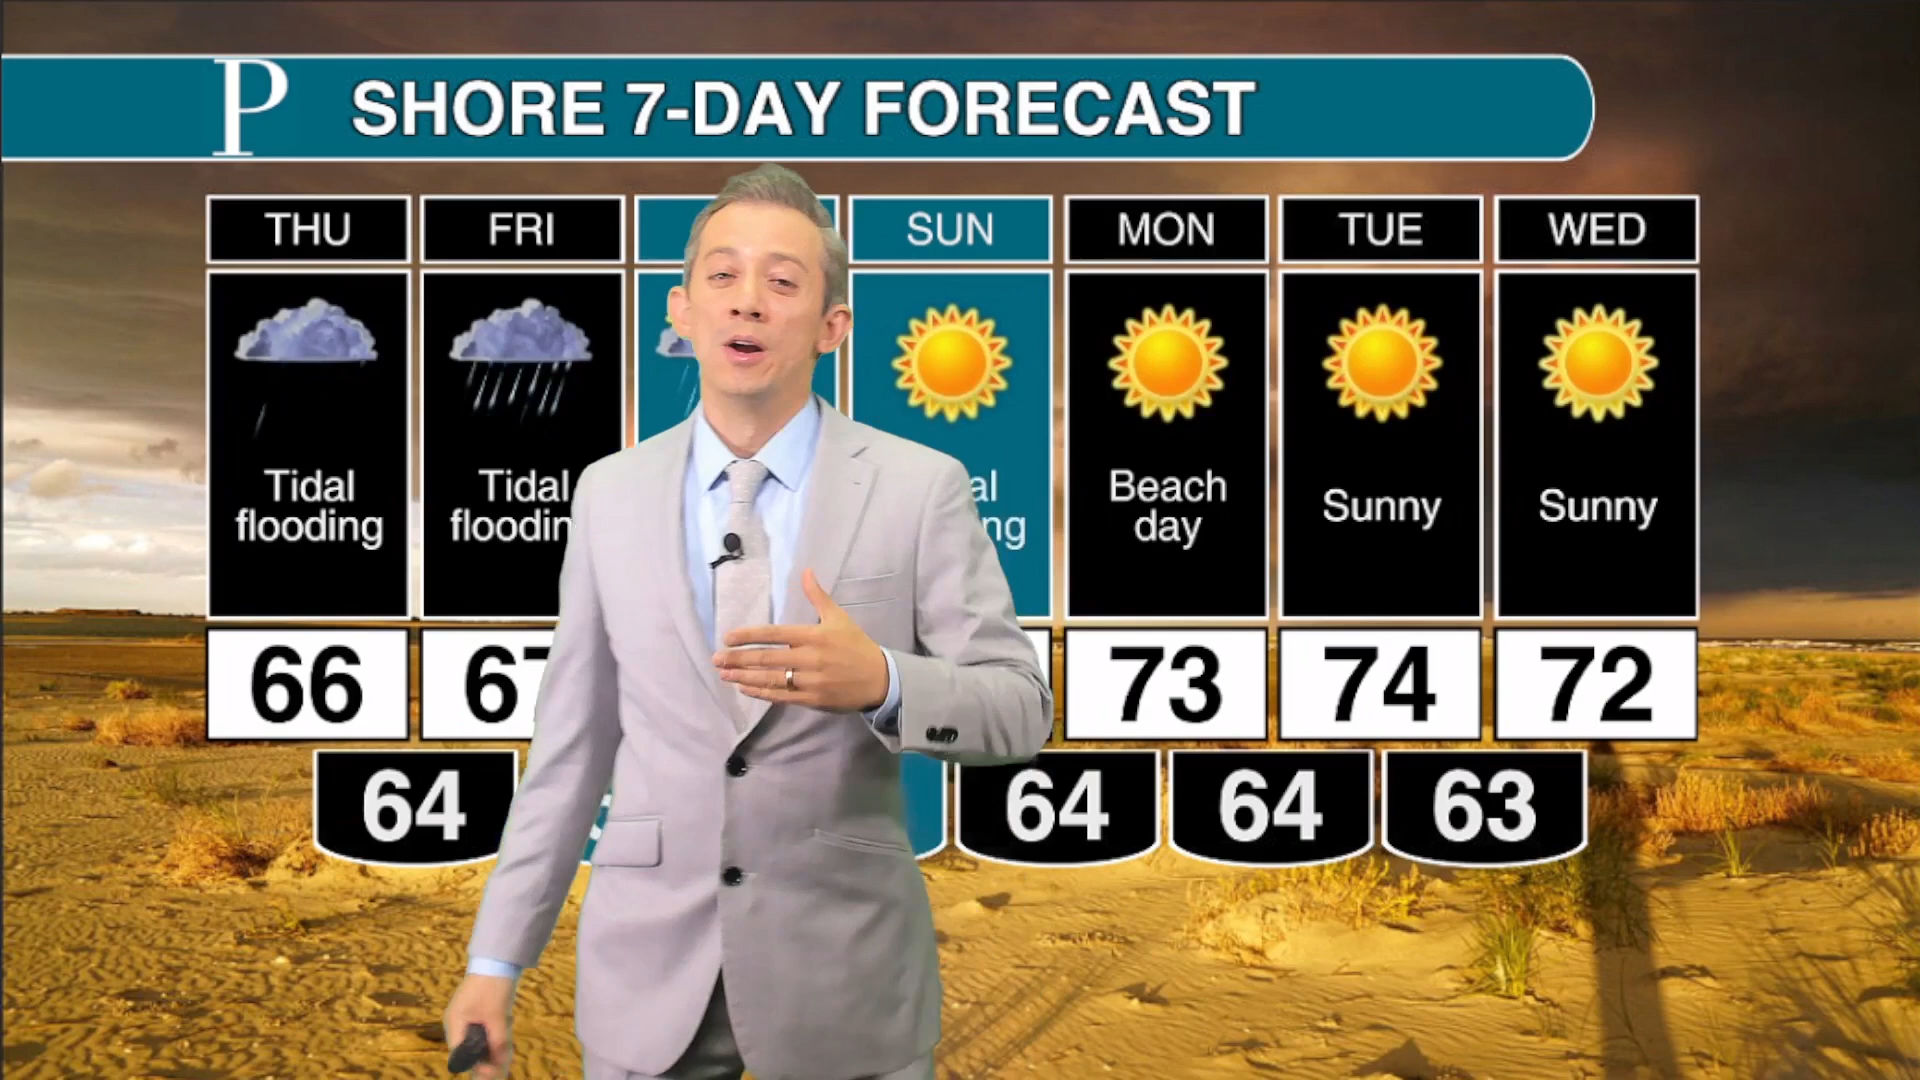 P SHORE 7-DAY FORECAST
THU FRI SUN MON TUE WED
Tidal flooding
Tidal
Beach day
Sunny
Sunny
66 73 74 72
64 64 64 63